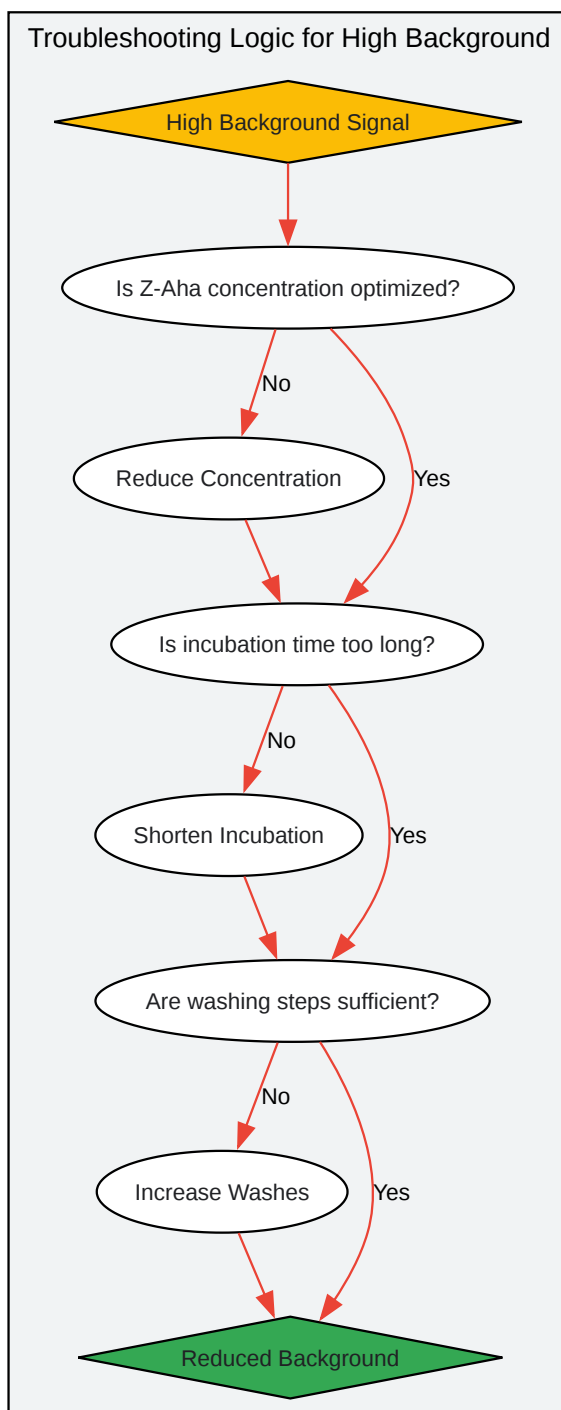 Troubleshooting Logic for High Background
High Background Signal
Is Z-Aha concentration optimized?
No
Reduce Concentration
Yes
Is incubation time too long?
No
Shorten Incubation
Yes
Are washing steps sufficient?
No
Increase Washes
Yes
Reduced Background